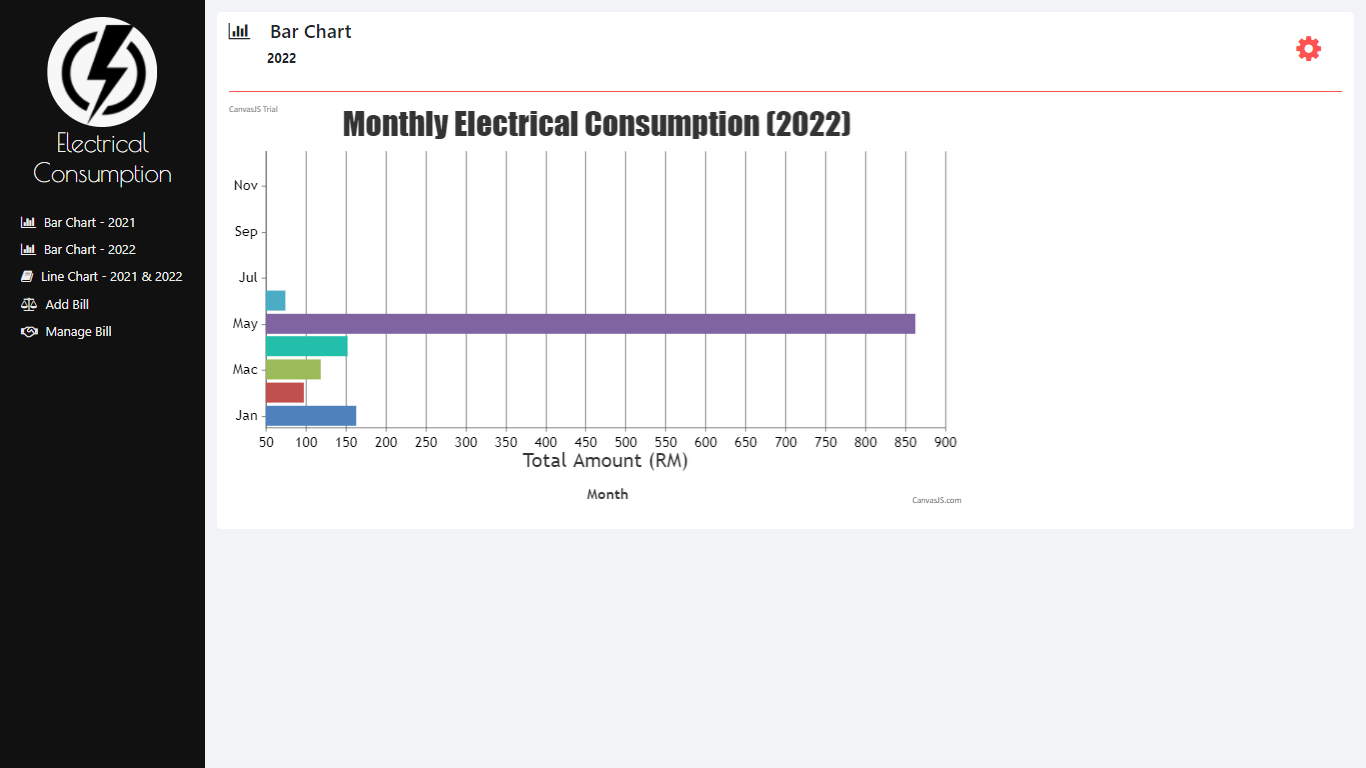 Electrical
Consumption
Bar Chart - 2021
Bar Chart - 2022
Line Chart - 2021 & 2022
Add Bill
Manage Bill
Bar Chart
2022
CanvasJS Trial
Monthly Electrical Consumption (2022)
Nov
Sep
Jul
May
Mac
Jan
50 100 150 200 250 300 350 400 450 500 550 600 650 700 750 800 850 900
Total Amount (RM)
Month
CanvasJS.com